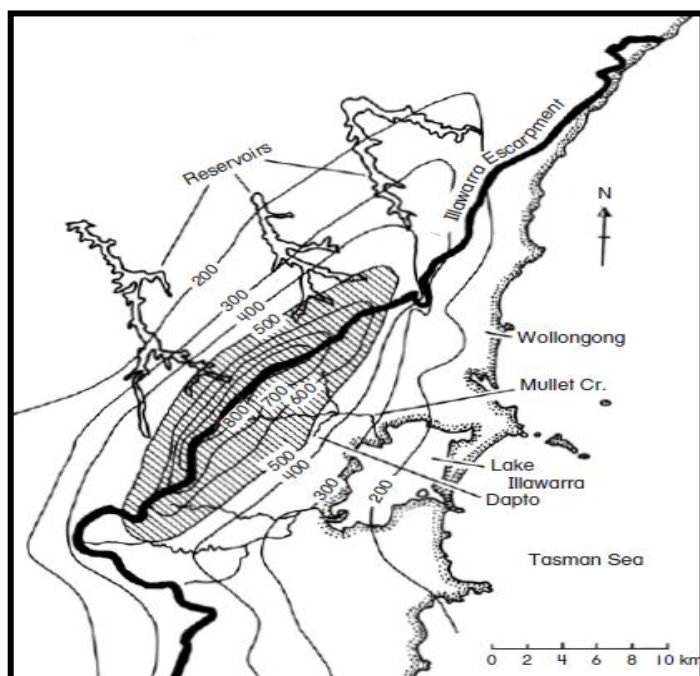 Reservoirs
Illawarra Escarpment
N
200
300
400
500
800
700
600
500
400
300
200
Wollongong
Mullet Cr.
Lake
Illawarra
Dapto
Tasman Sea
0 2 4 6 8 10 km